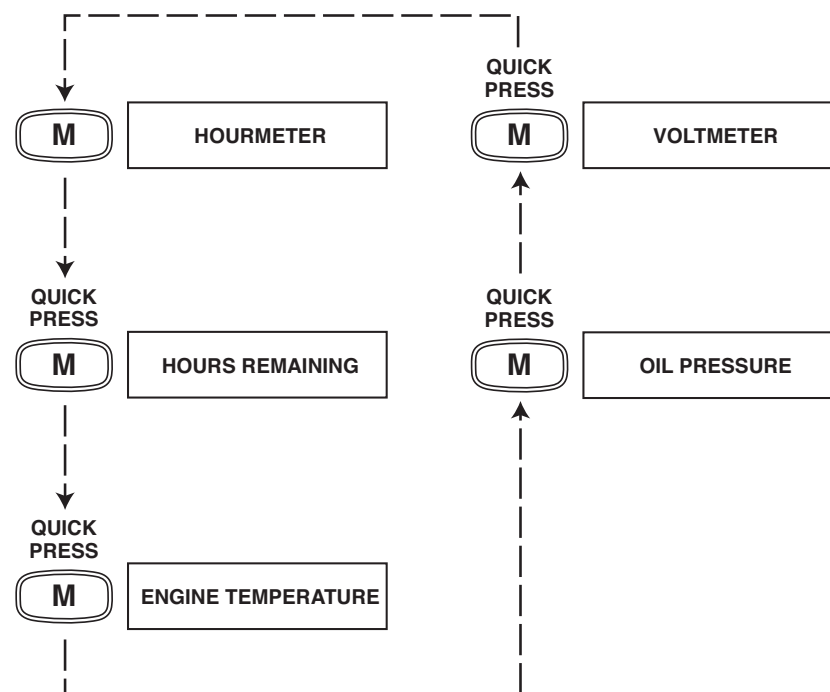 M
HOURMETER
QUICK
PRESS
M
HOURS REMAINING
QUICK
PRESS
M
ENGINE TEMPERATURE
QUICK
PRESS
M
OIL PRESSURE
QUICK
PRESS
M
VOLTMETER